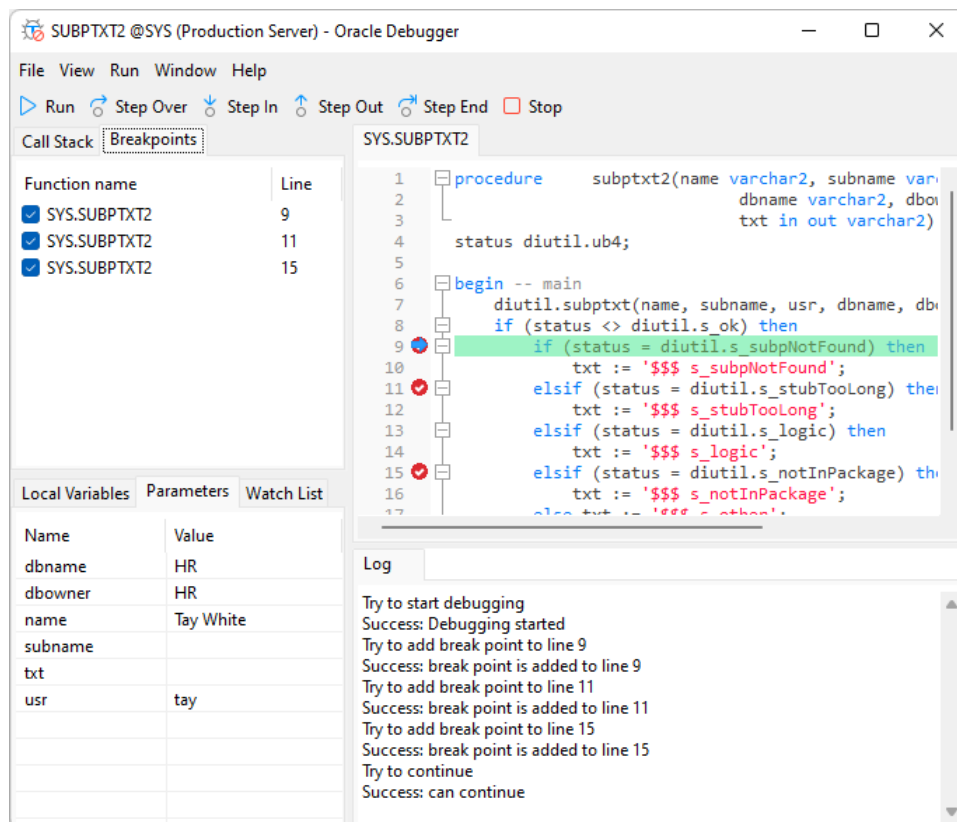 SUBPTXT2 @SYS (Production Server) - Oracle Debugger
File View Run Window Help
Run Step Over Step In Step Out Step End Stop
Call Stack Breakpoints
Function name Line
SYS.SUBPTXT2 9
SYS.SUBPTXT2 11
SYS.SUBPTXT2 15
SYS.SUBPTXT2
1 procedure subptxt2(name varchar2, subname
2 dbname varchar2,
3 txt in out varchar2)
4 status diutil.ub4;
5
6 begin -- main
7 diutil.subptxt(name, subname, usr, dbname,
8 if (status <> diutil.s_ok) then
9 if (status = diutil.s_subpNotFound) then
10 txt := '$$$ s_subpNotFound';
11 elsif (status = diutil.s_stubTooLong) then
12 txt := '$$$ s_stubTooLong';
13 elsif (status = diutil.s_logic) then
14 txt := '$$$ s_logic';
15 elsif (status = diutil.s_notInPackage)
16 txt := '$$$ s_notInPackage';
17 else txt := '$$$ s_other';
Local Variables Parameters Watch List
Name Value
dbname HR
dbowner HR
name Tay White
subname
txt
usr tay
Log
Try to start debugging
Success: Debugging started
Try to add break point to line 9
Success: break point is added to line 9
Try to add break point to line 11
Success: break point is added to line 11
Try to add break point to line 15
Success: break point is added to line 15
Try to continue
Success: can continue